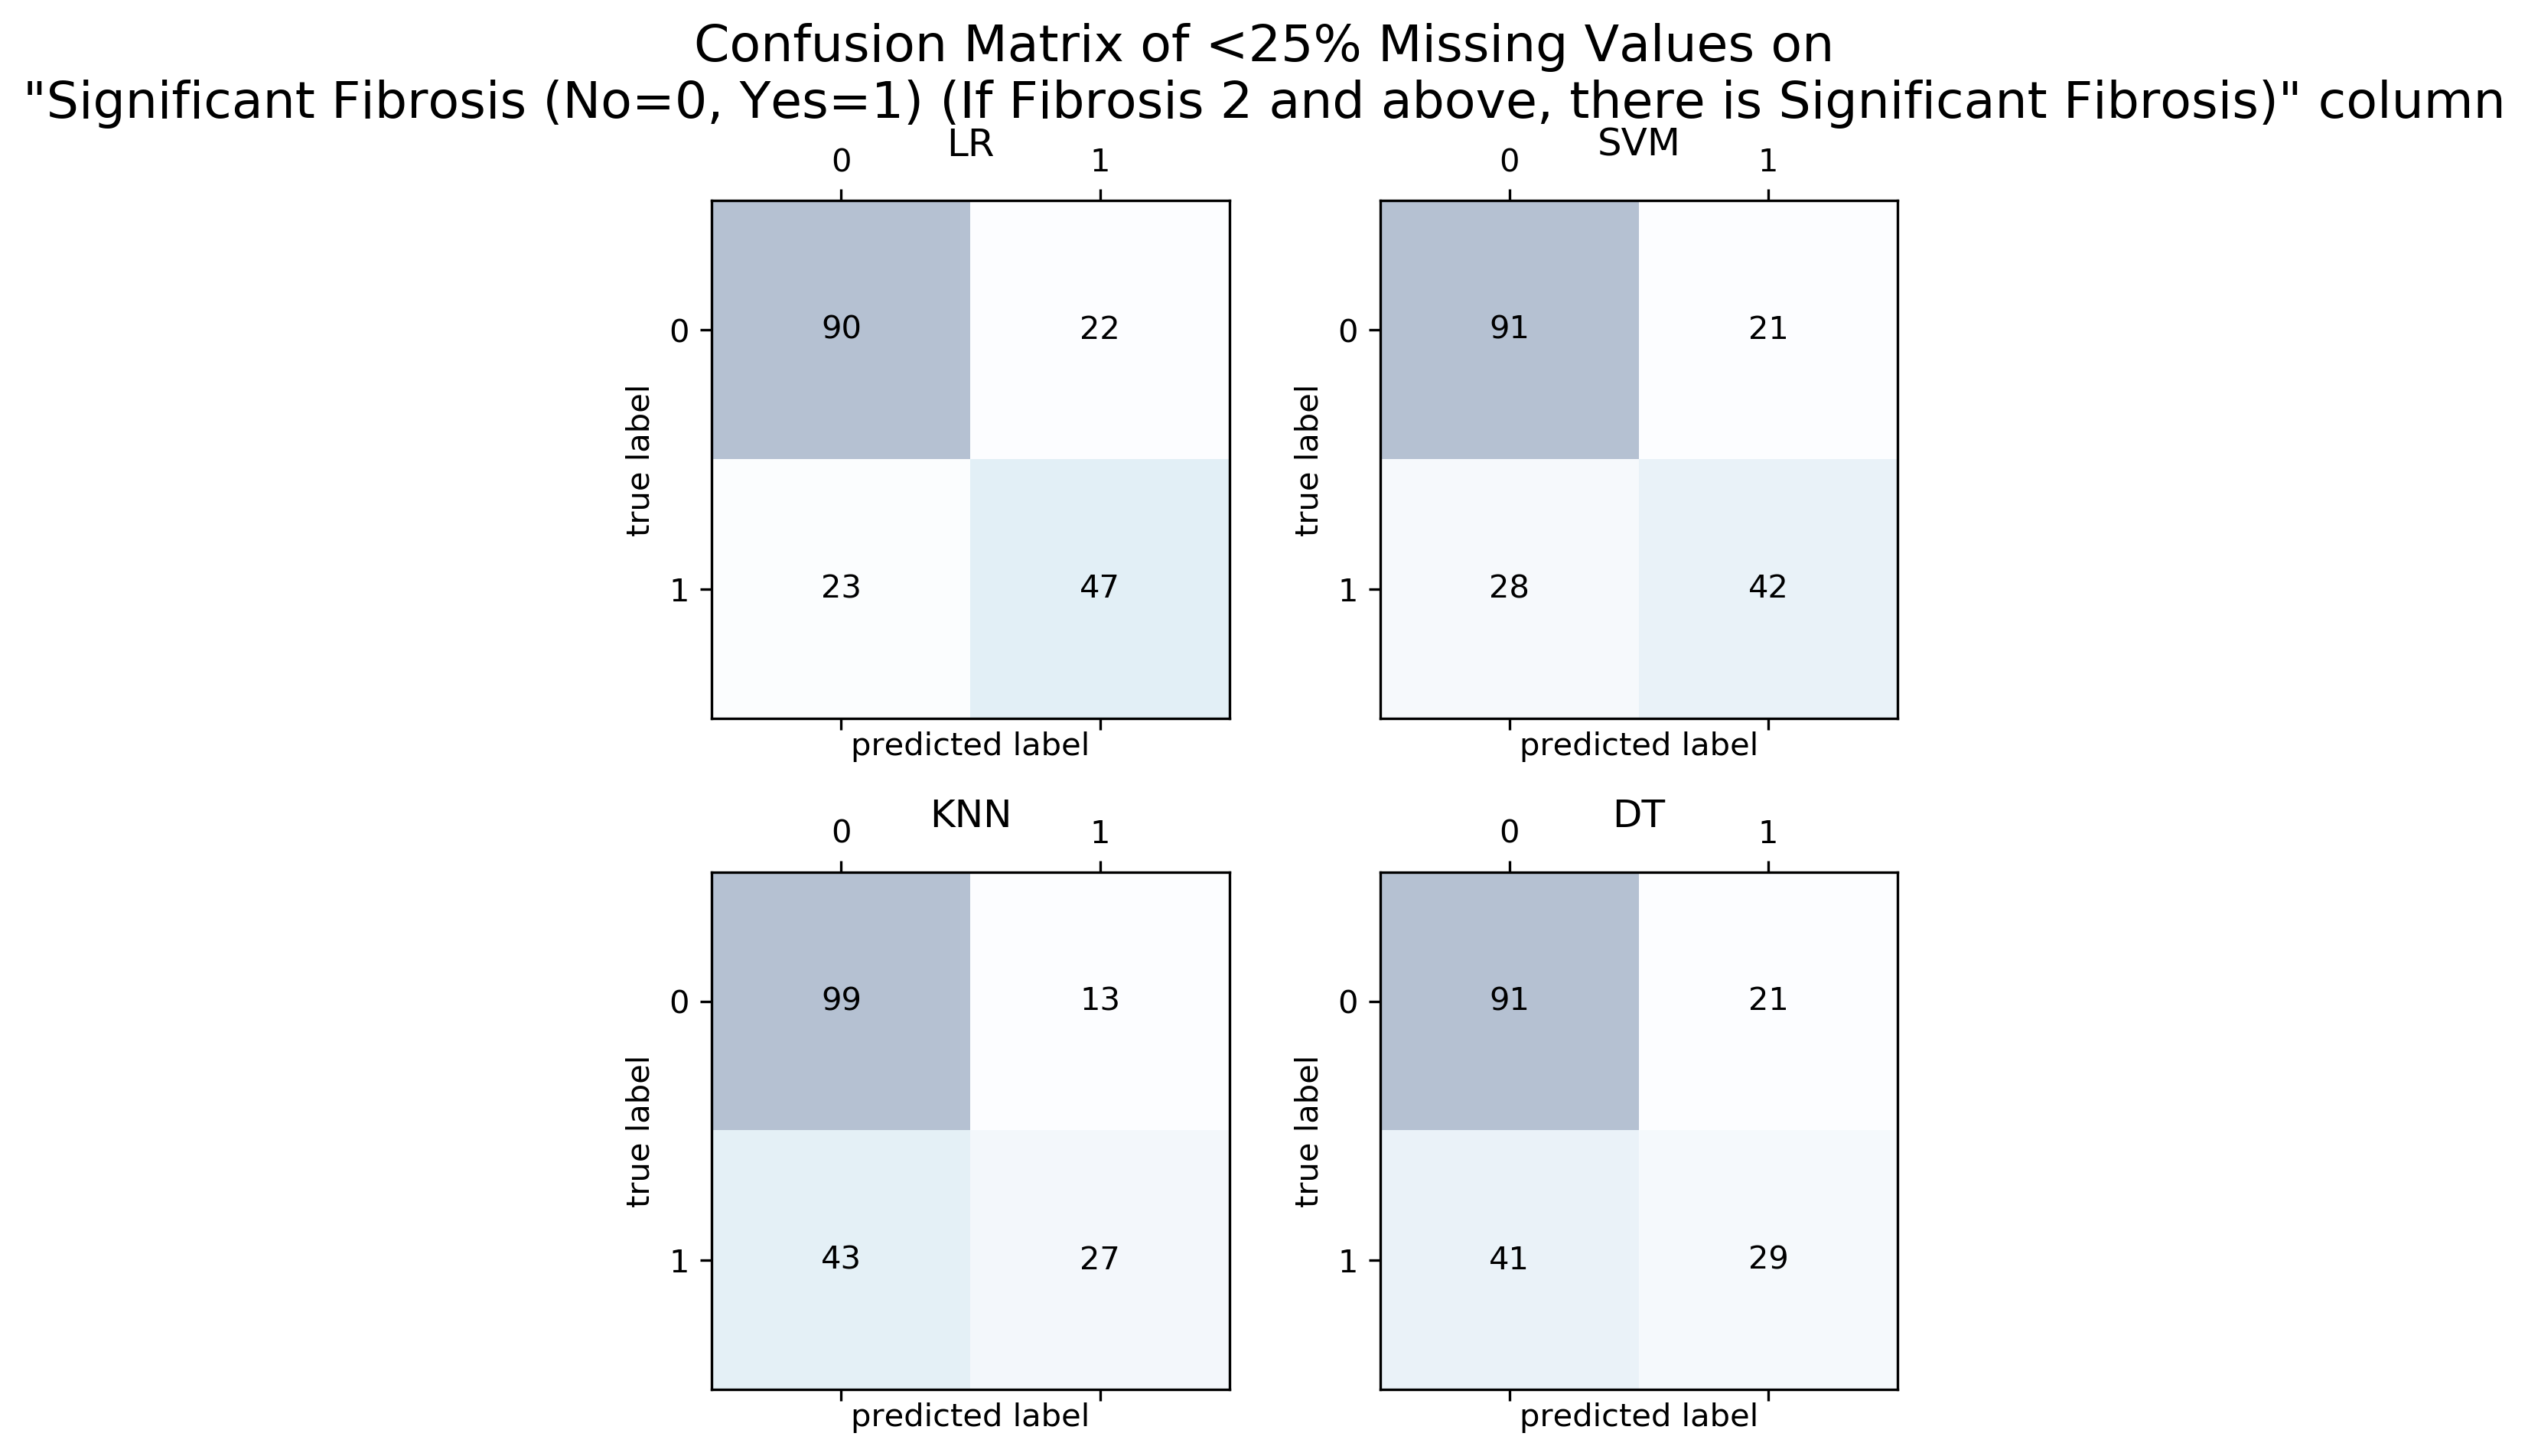 Confusion Matrix of <25% Missing Values on
"Significant Fibrosis (No=0, Yes=1) (If Fibrosis 2 and above, there is Significant Fibrosis)" column
LR
0 1
true label
0 90 22
1 23 47
predicted label
SVM
0 1
true label
0 91 21
1 28 42
predicted label
KNN
0 1
true label
0 99 13
1 43 27
predicted label
DT
0 1
true label
0 91 21
1 41 29
predicted label